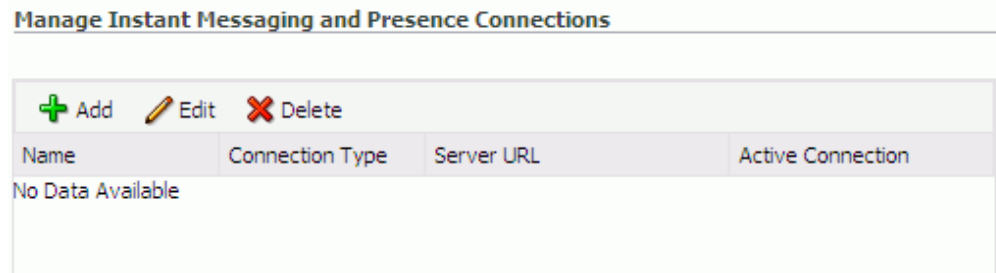 Manage Instant Messaging and Presence Connections
Add Edit Delete
Name Connection Type Server URL Active Connection
No Data Available